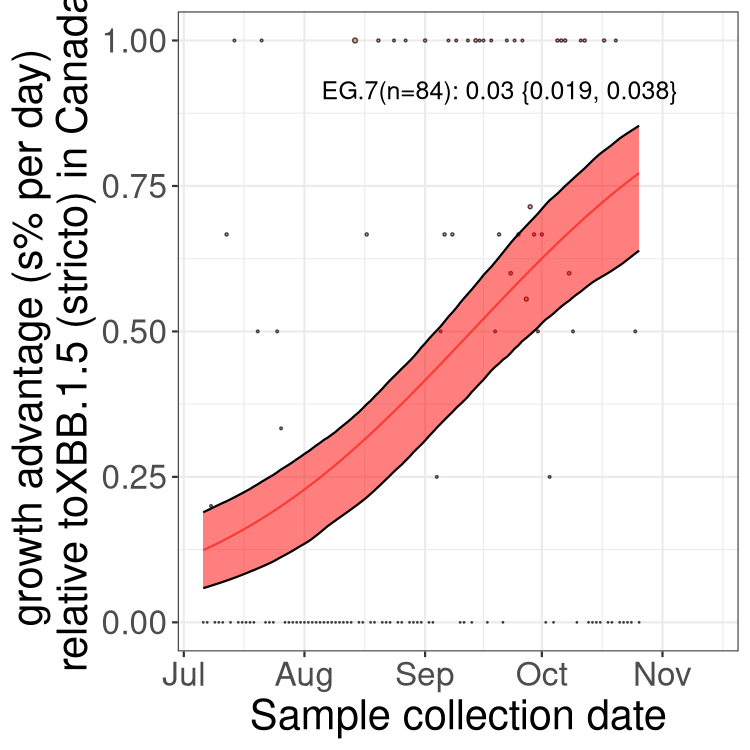 growth advantage (s% per day)
relative toXBB.1.5 (stricto) in Canada
1.00
0.75
0.50
0.25
0.00
EG.7(n=84): 0.03 {0.019, 0.038}
Jul Aug Sep Oct Nov
Sample collection date